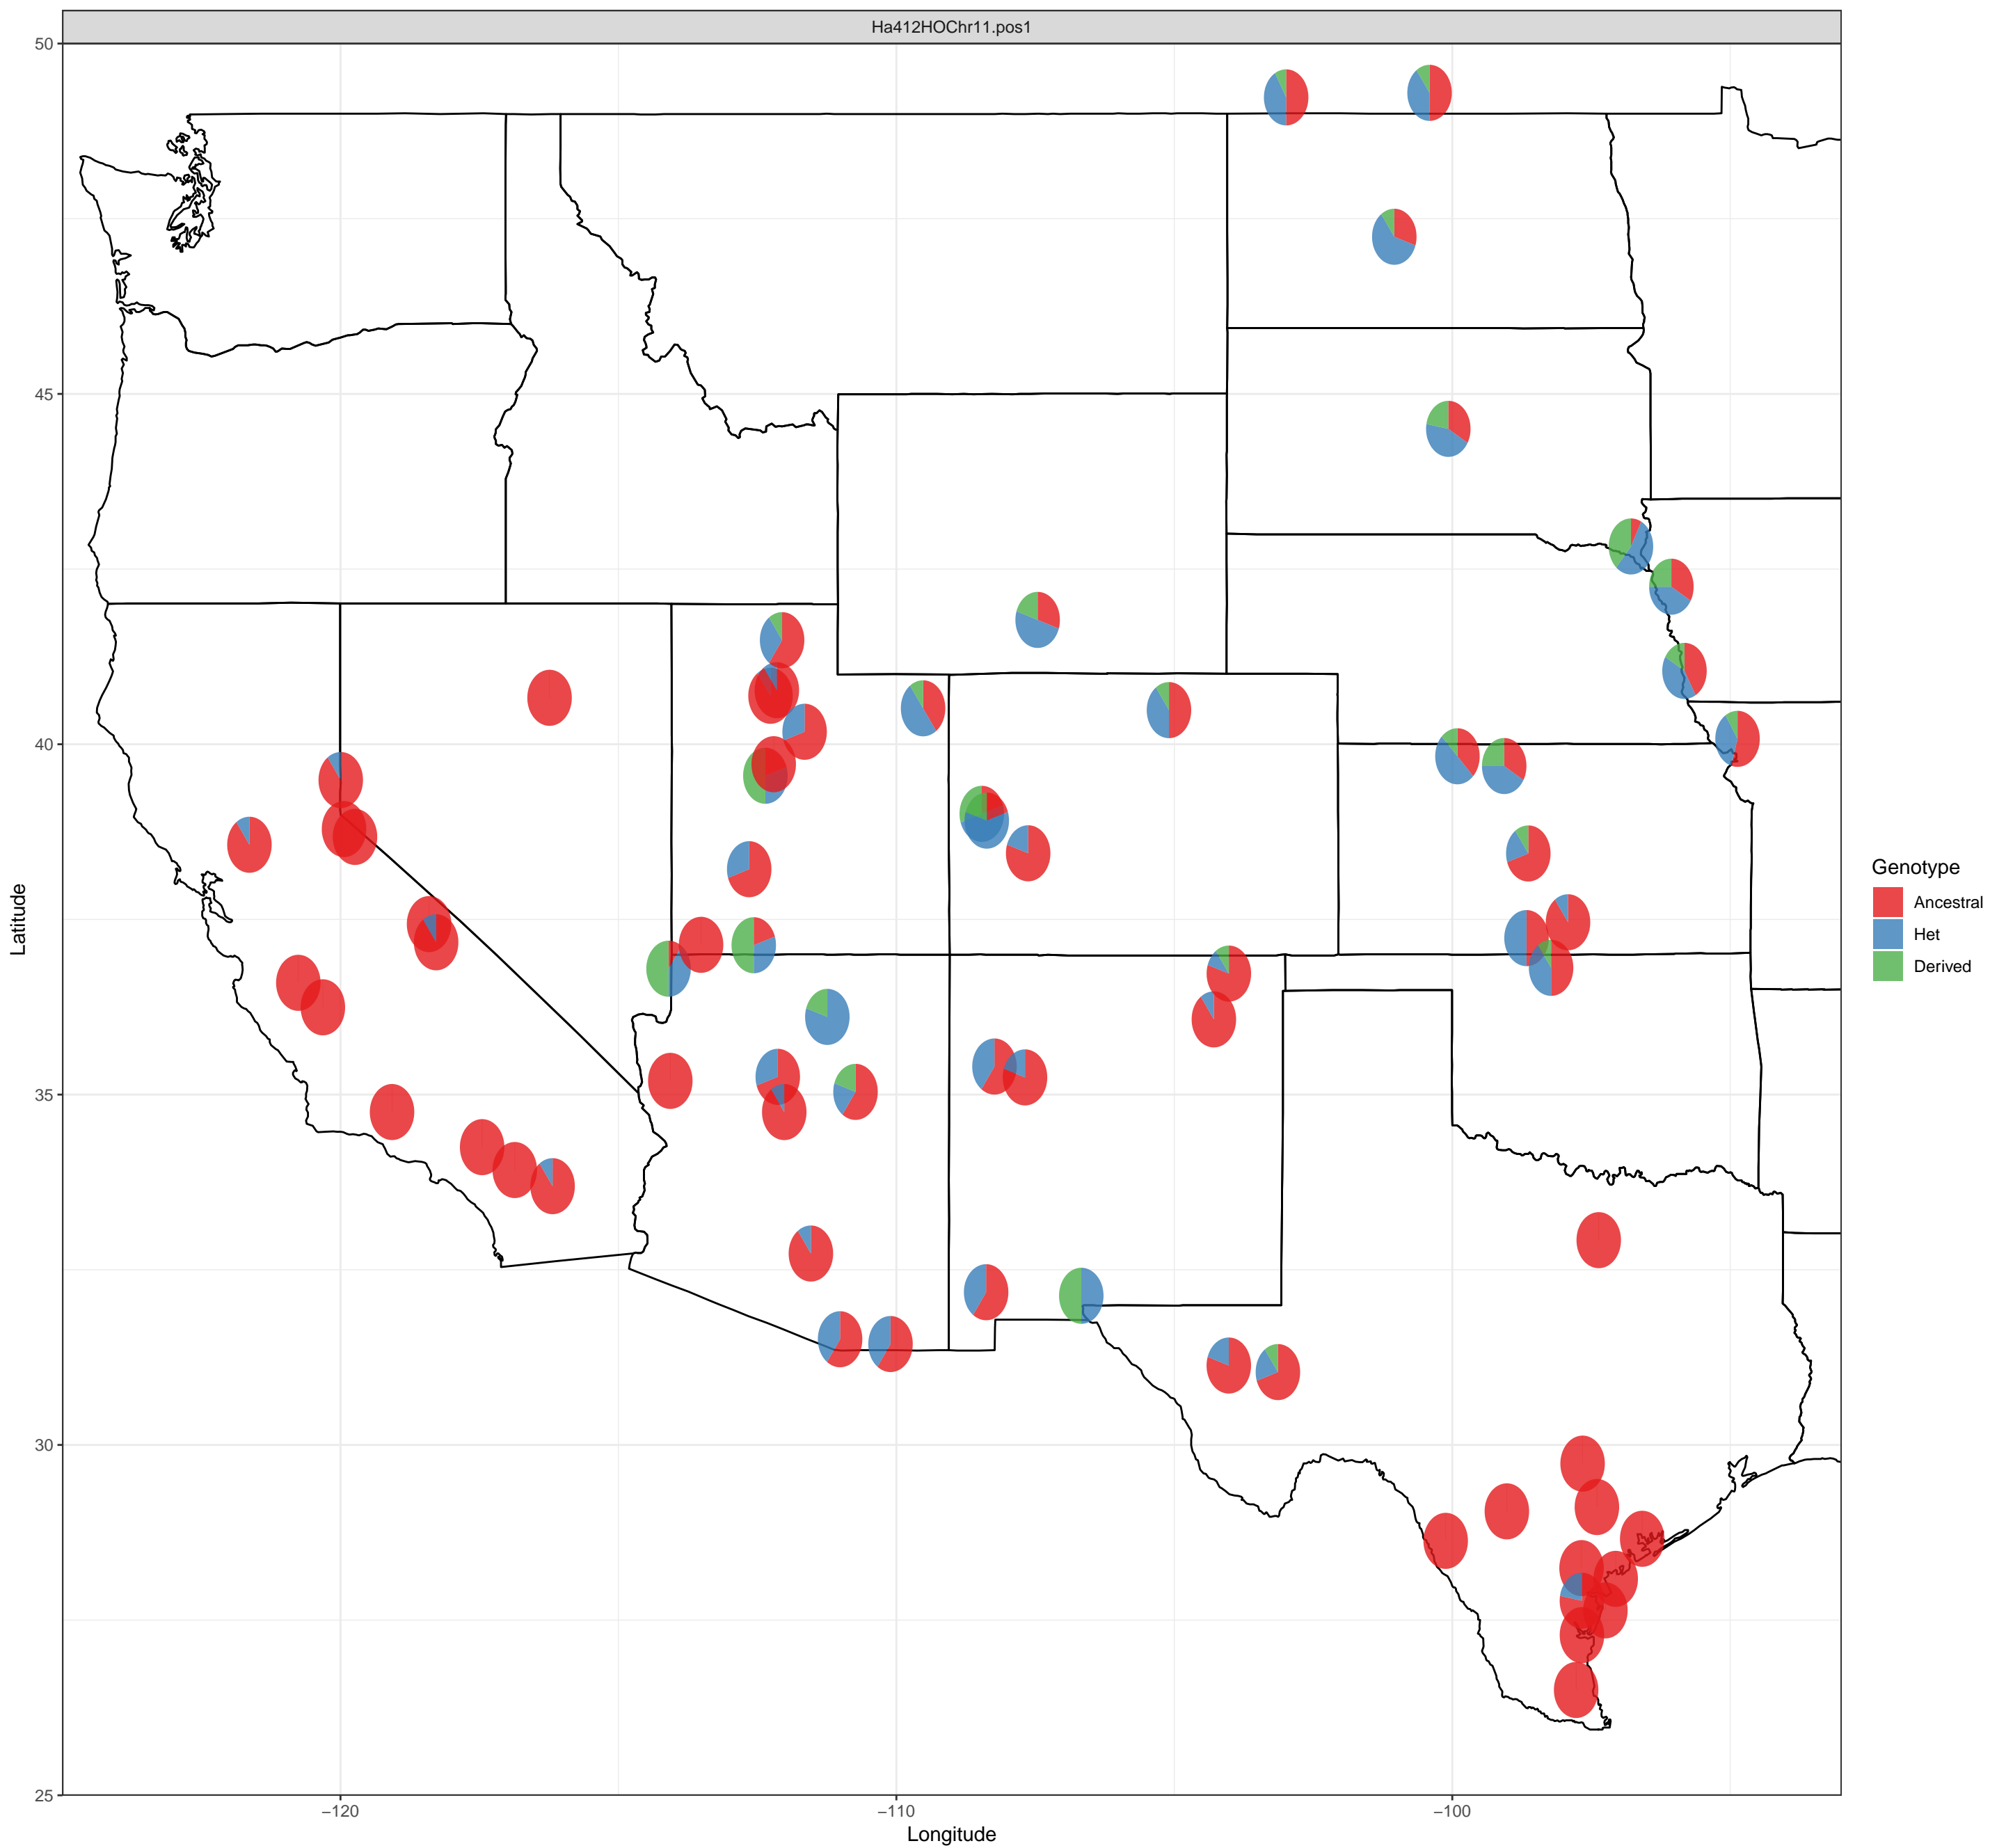 Ha412HOChr11.pos1
50
45
40
35
30
25
Latitude
−120
−110
−100
Longitude
Genotype
Ancestral
Het
Derived